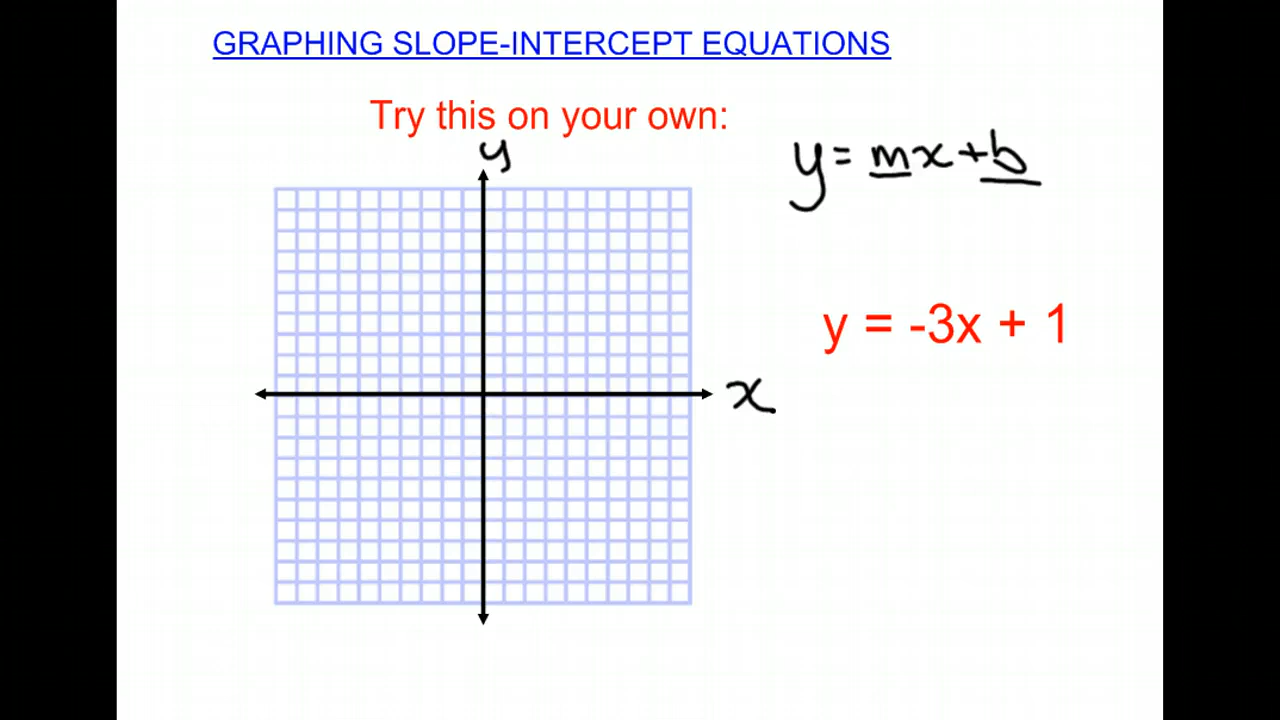 GRAPHING SLOPE-INTERCEPT EQUATIONS
Try this on your own:
y
y = mx + b
y = -3x + 1
x